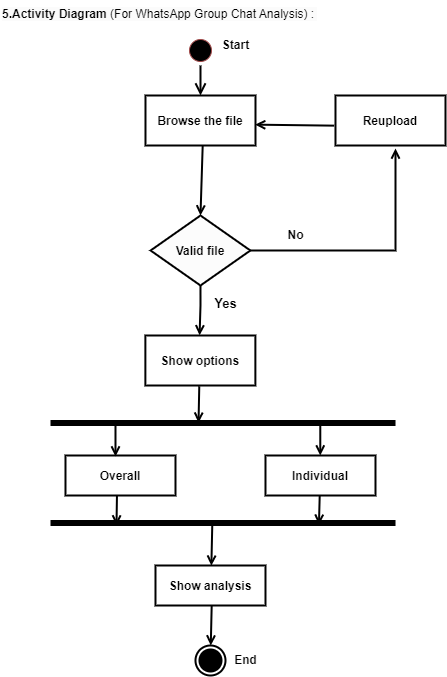 5.Activity Diagram (For WhatsApp Group Chat Analysis) :
Start
Browse the file
Reupload
Valid file
No
Yes
Show options
Overall
Individual
Show analysis
End